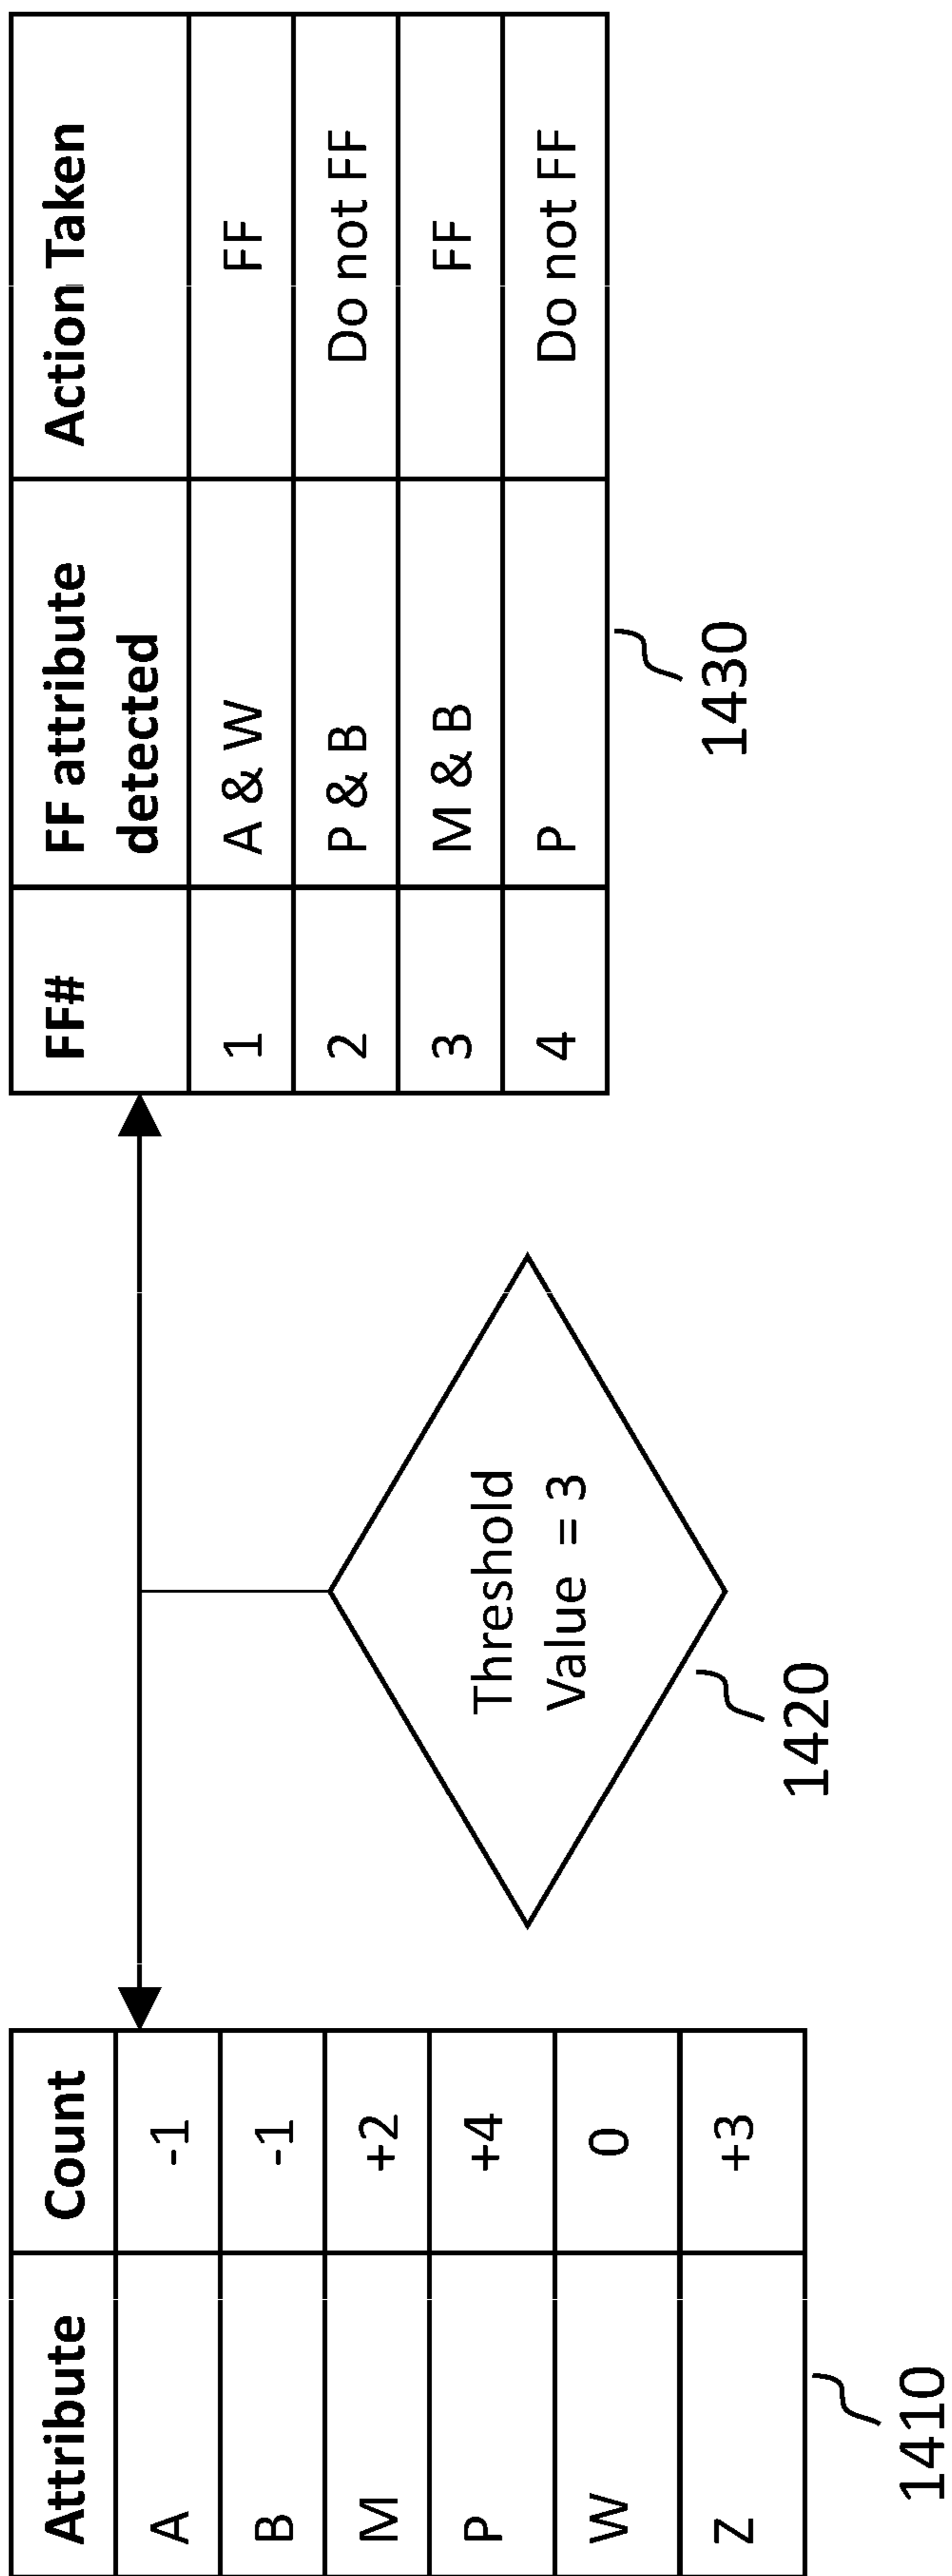 Attribute Count
A -1
B -1
M +2
P +4
W 0
Z +3
1410
Threshold
Value = 3
1420
FF# FF attribute Action Taken
detected
1 A & W FF
2 P & B Do not FF
3 M & B FF
4 P Do not FF
1430